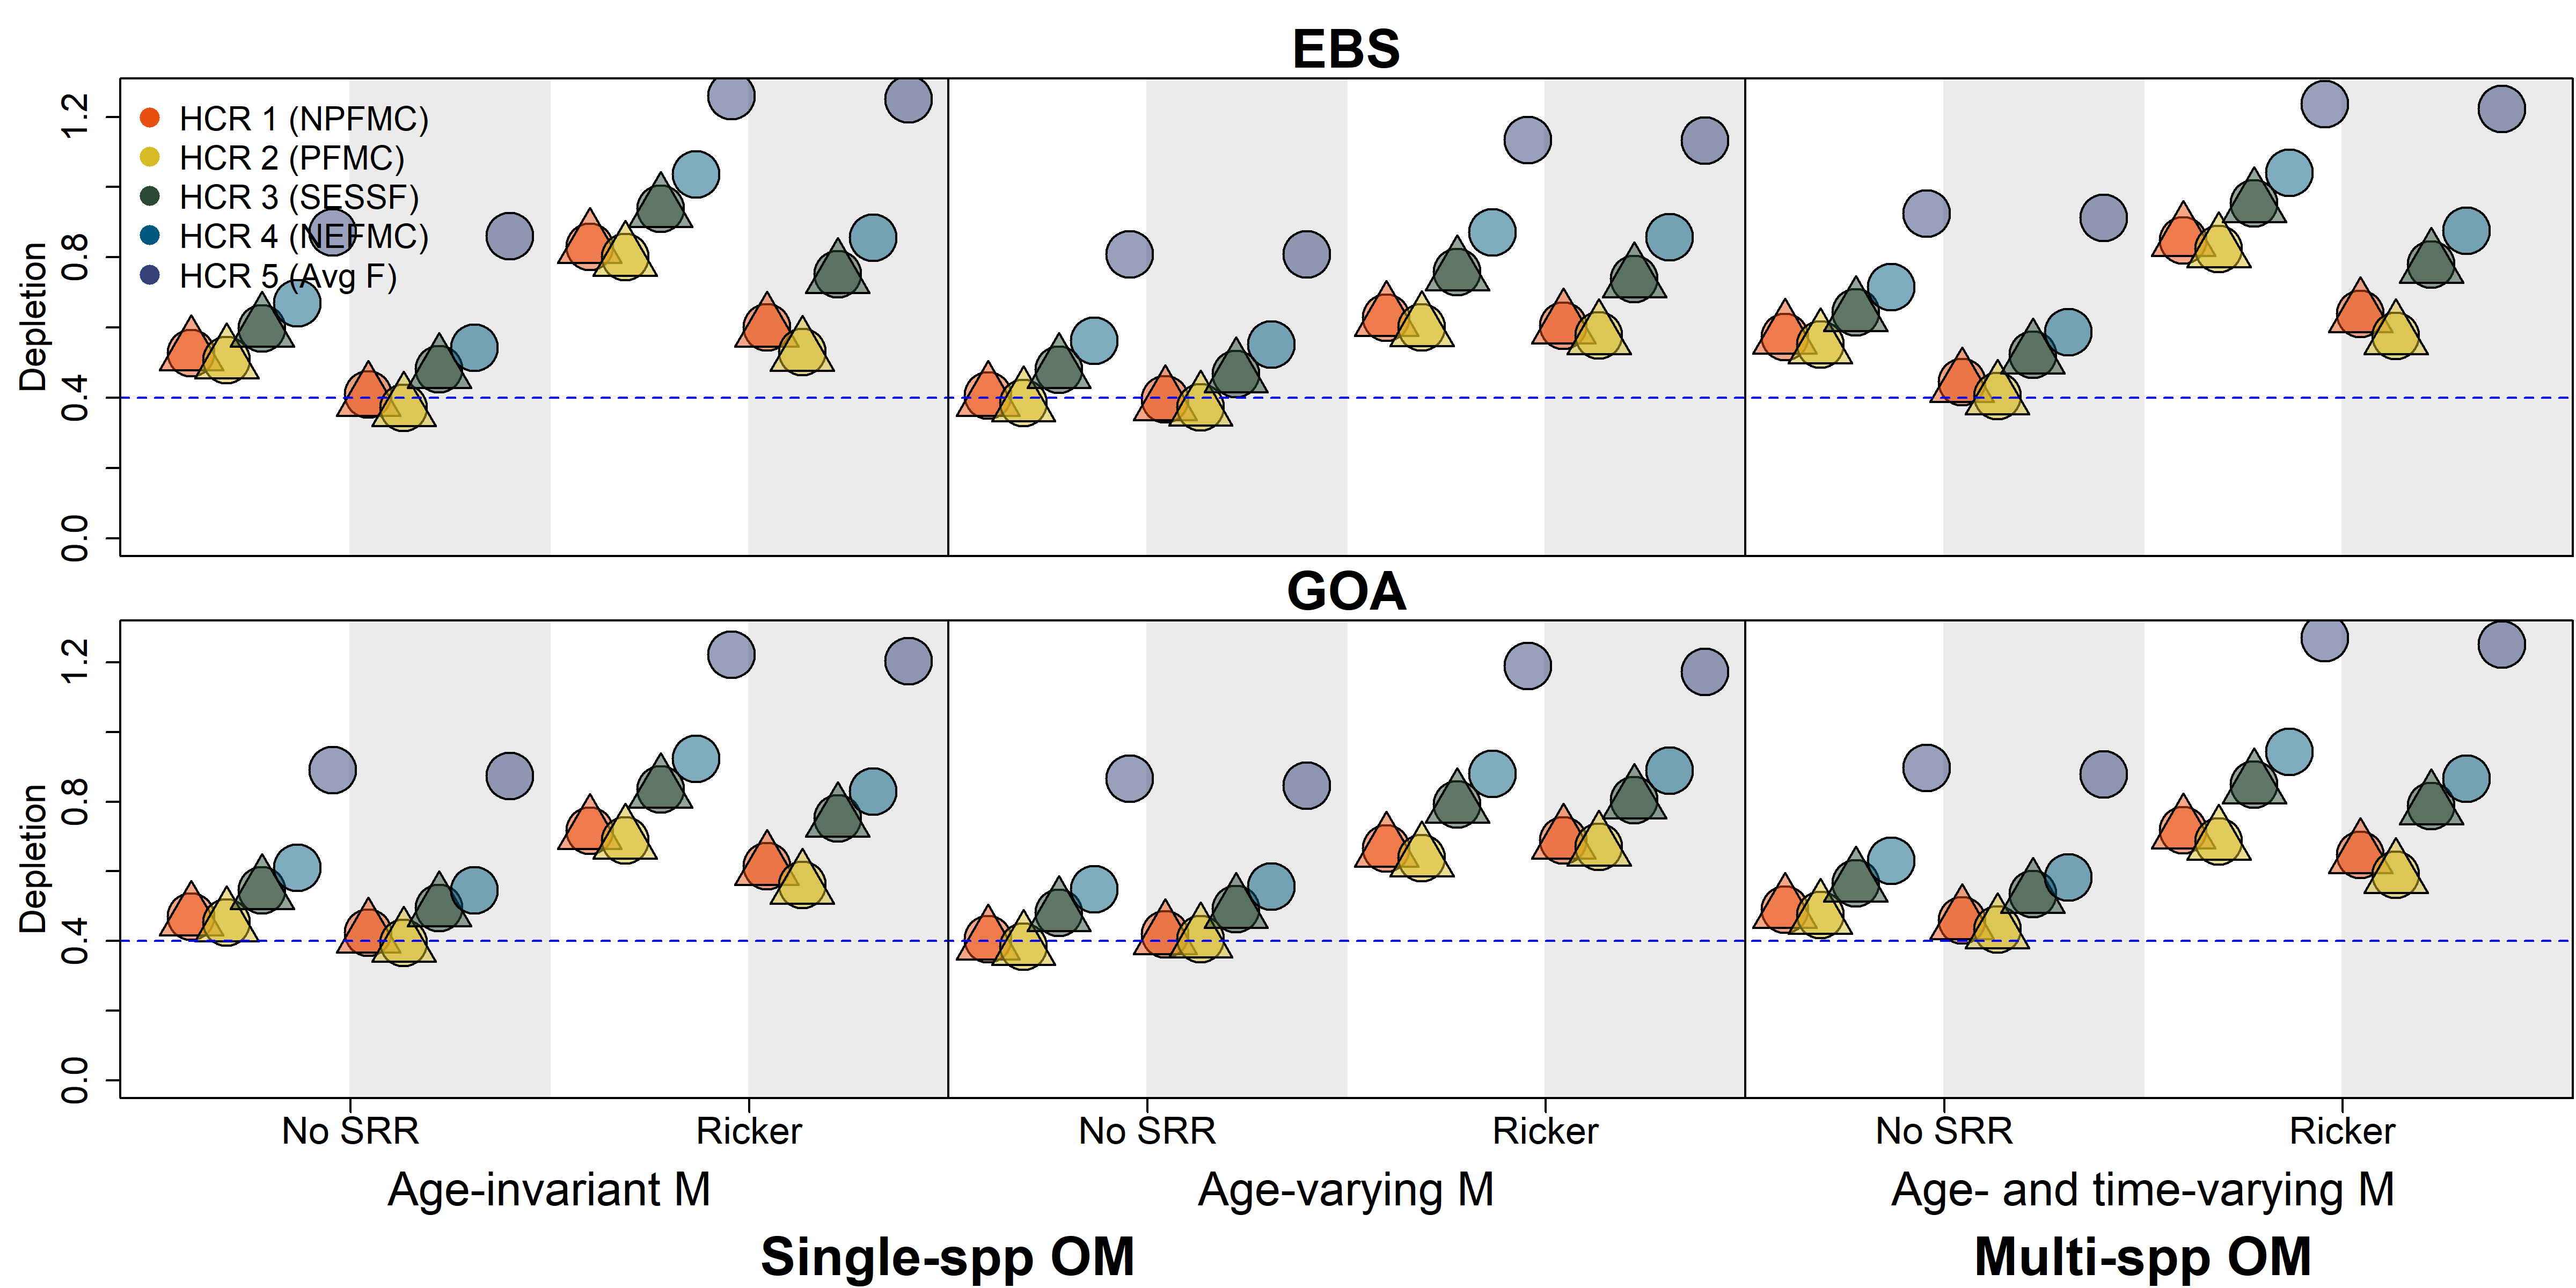 EBS
1.2
0.8
0.4
0.0
Depletion
HCR 1 (NPFMC)
HCR 2 (PFMC)
HCR 3 (SESSF)
HCR 4 (NEFMC)
HCR 5 (Avg F)
GOA
1.2
0.8
0.4
0.0
Depletion
No SRR Ricker No SRR Ricker No SRR Ricker
Age-invariant M Age-varying M Age- and time-varying M
Single-spp OM Multi-spp OM